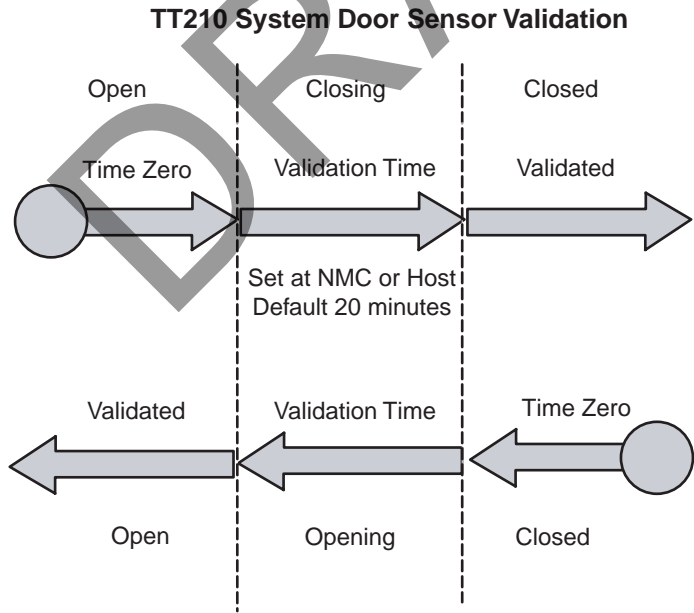 TT210 System Door Sensor Validation
Open Closing Closed
Time Zero Validation Time Validated
Set at NMC or Host
Default 20 minutes
Validated Validation Time Time Zero
Open Opening Closed
DRA